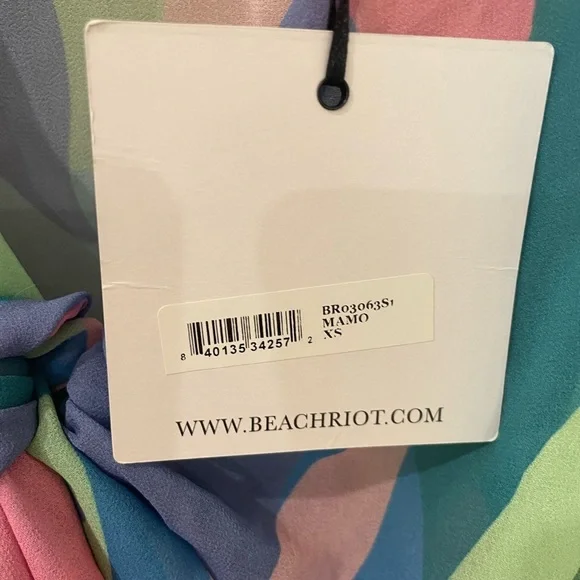 BR03063S1
MAMO
XS
8 40135 34257 2
WWW.BEACHRIOT.COM